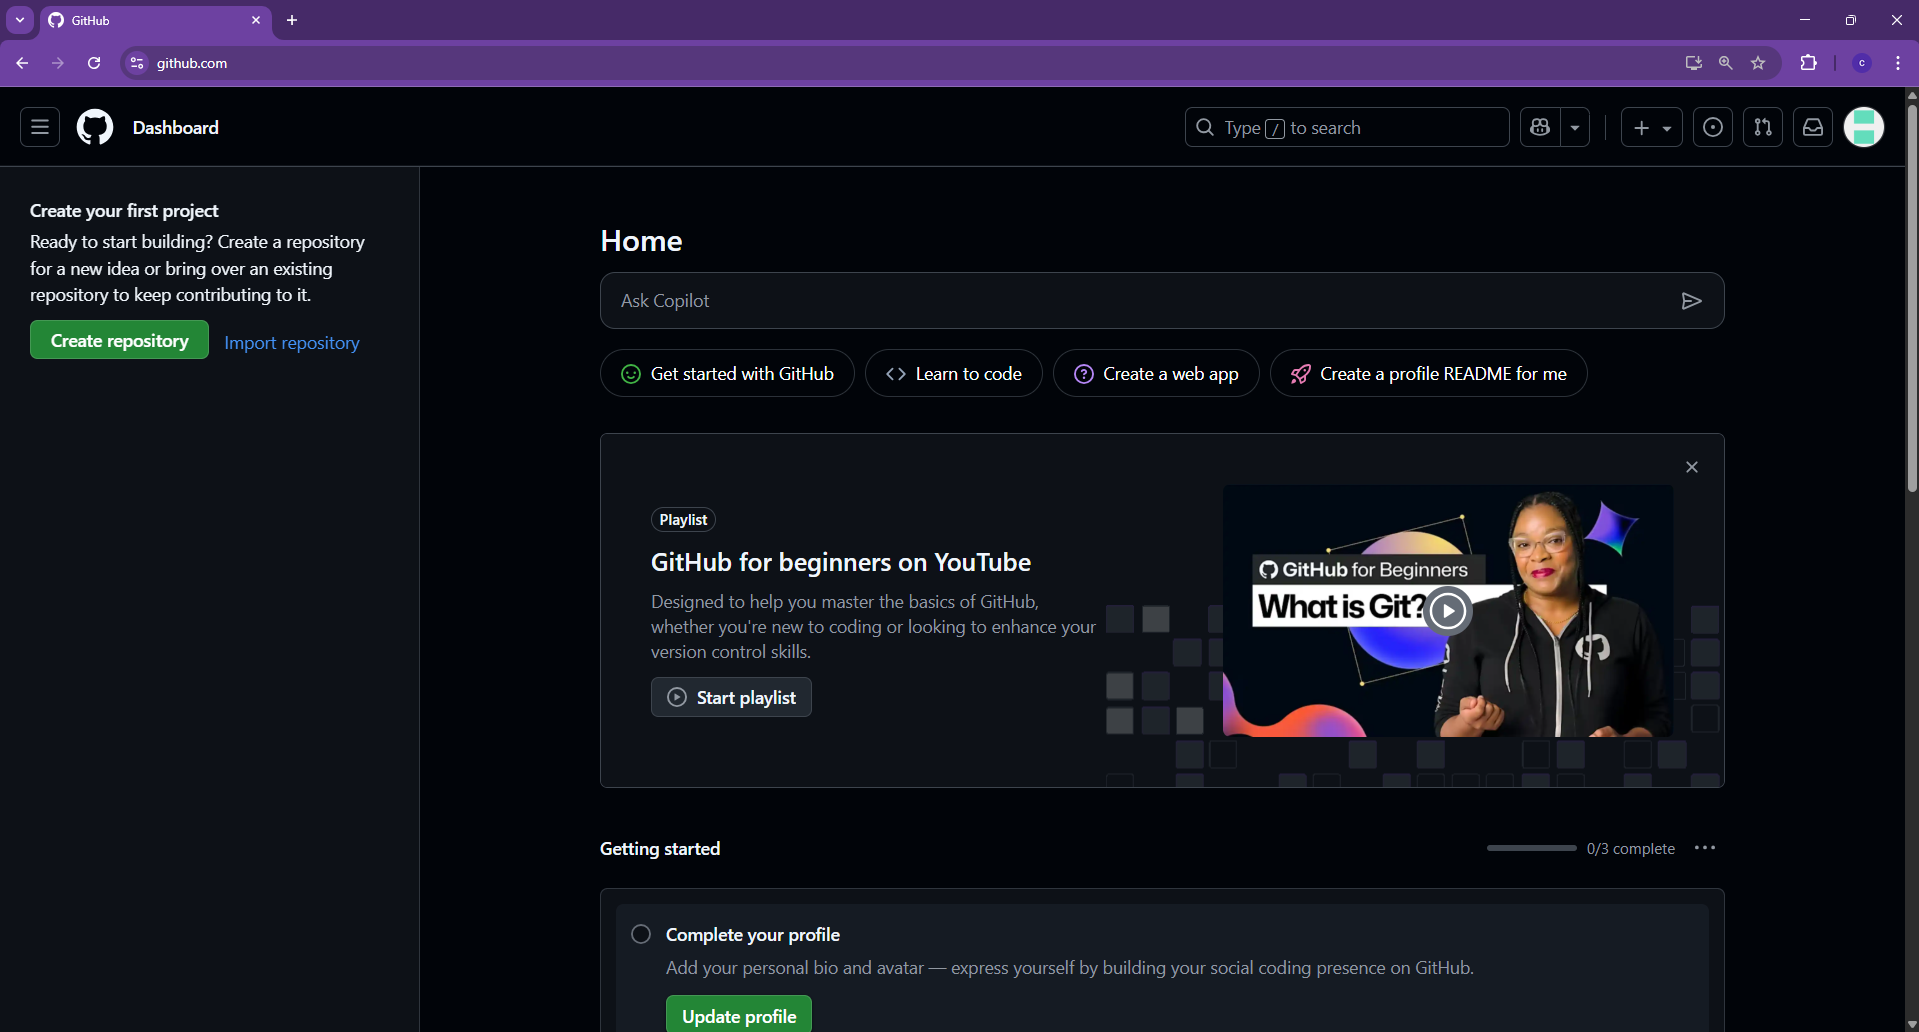 GitHub
github.com
c
Dashboard
Type / to search
Create your first project
Ready to start building? Create a repository
for a new idea or bring over an existing
repository to keep contributing to it.
Create repository
Import repository
Home
Ask Copilot
Get started with GitHub
Learn to code
Create a web app
Create a profile README for me
Playlist
GitHub for beginners on YouTube
Designed to help you master the basics of GitHub,
whether you're new to coding or looking to enhance your
version control skills.
Start playlist
GitHub for Beginners
What is Git?
Getting started
0/3 complete
Complete your profile
Add your personal bio and avatar — express yourself by building your social coding presence on GitHub.
Update profile